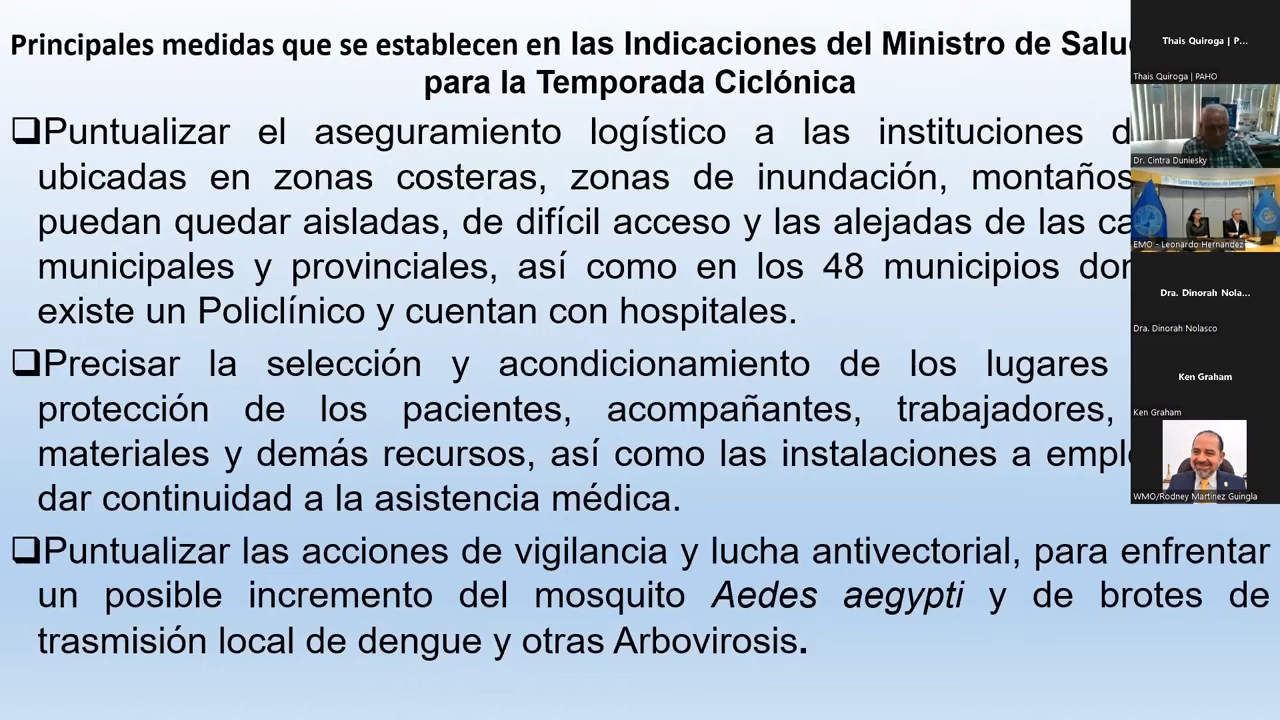 Principales medidas que se establecen en las Indicaciones del Ministro de
para la Temporada Ciclónica
❑Puntualizar el aseguramiento logístico a las instituciones
ubicadas en zonas costeras, zonas de inundación,
puedan quedar aisladas, de difícil acceso y las alejadas de las
municipales y provinciales, así como en los 48 municipios
existe un Policlínico y cuentan con hospitales.
❑Precisar la selección y acondicionamiento de los lugares
protección de los pacientes, acompañantes, trabajadores,
materiales y demás recursos, así como las instalaciones a
dar continuidad a la asistencia médica.
❑Puntualizar las acciones de vigilancia y lucha antivectorial, para enfrentar
un posible incremento del mosquito Aedes aegypti y de brotes de
trasmisión local de dengue y otras Arbovirosis.
Thais Quiroga | P...
Thais Quiroga | PAHO
Dr. Cintra Duniesky
EMO - Leonardo Hernandez
Dra. Dinorah Nola...
Dra. Dinorah Nolasco
Ken Graham
Ken Graham
WMO/Rodney Martinez Guingla